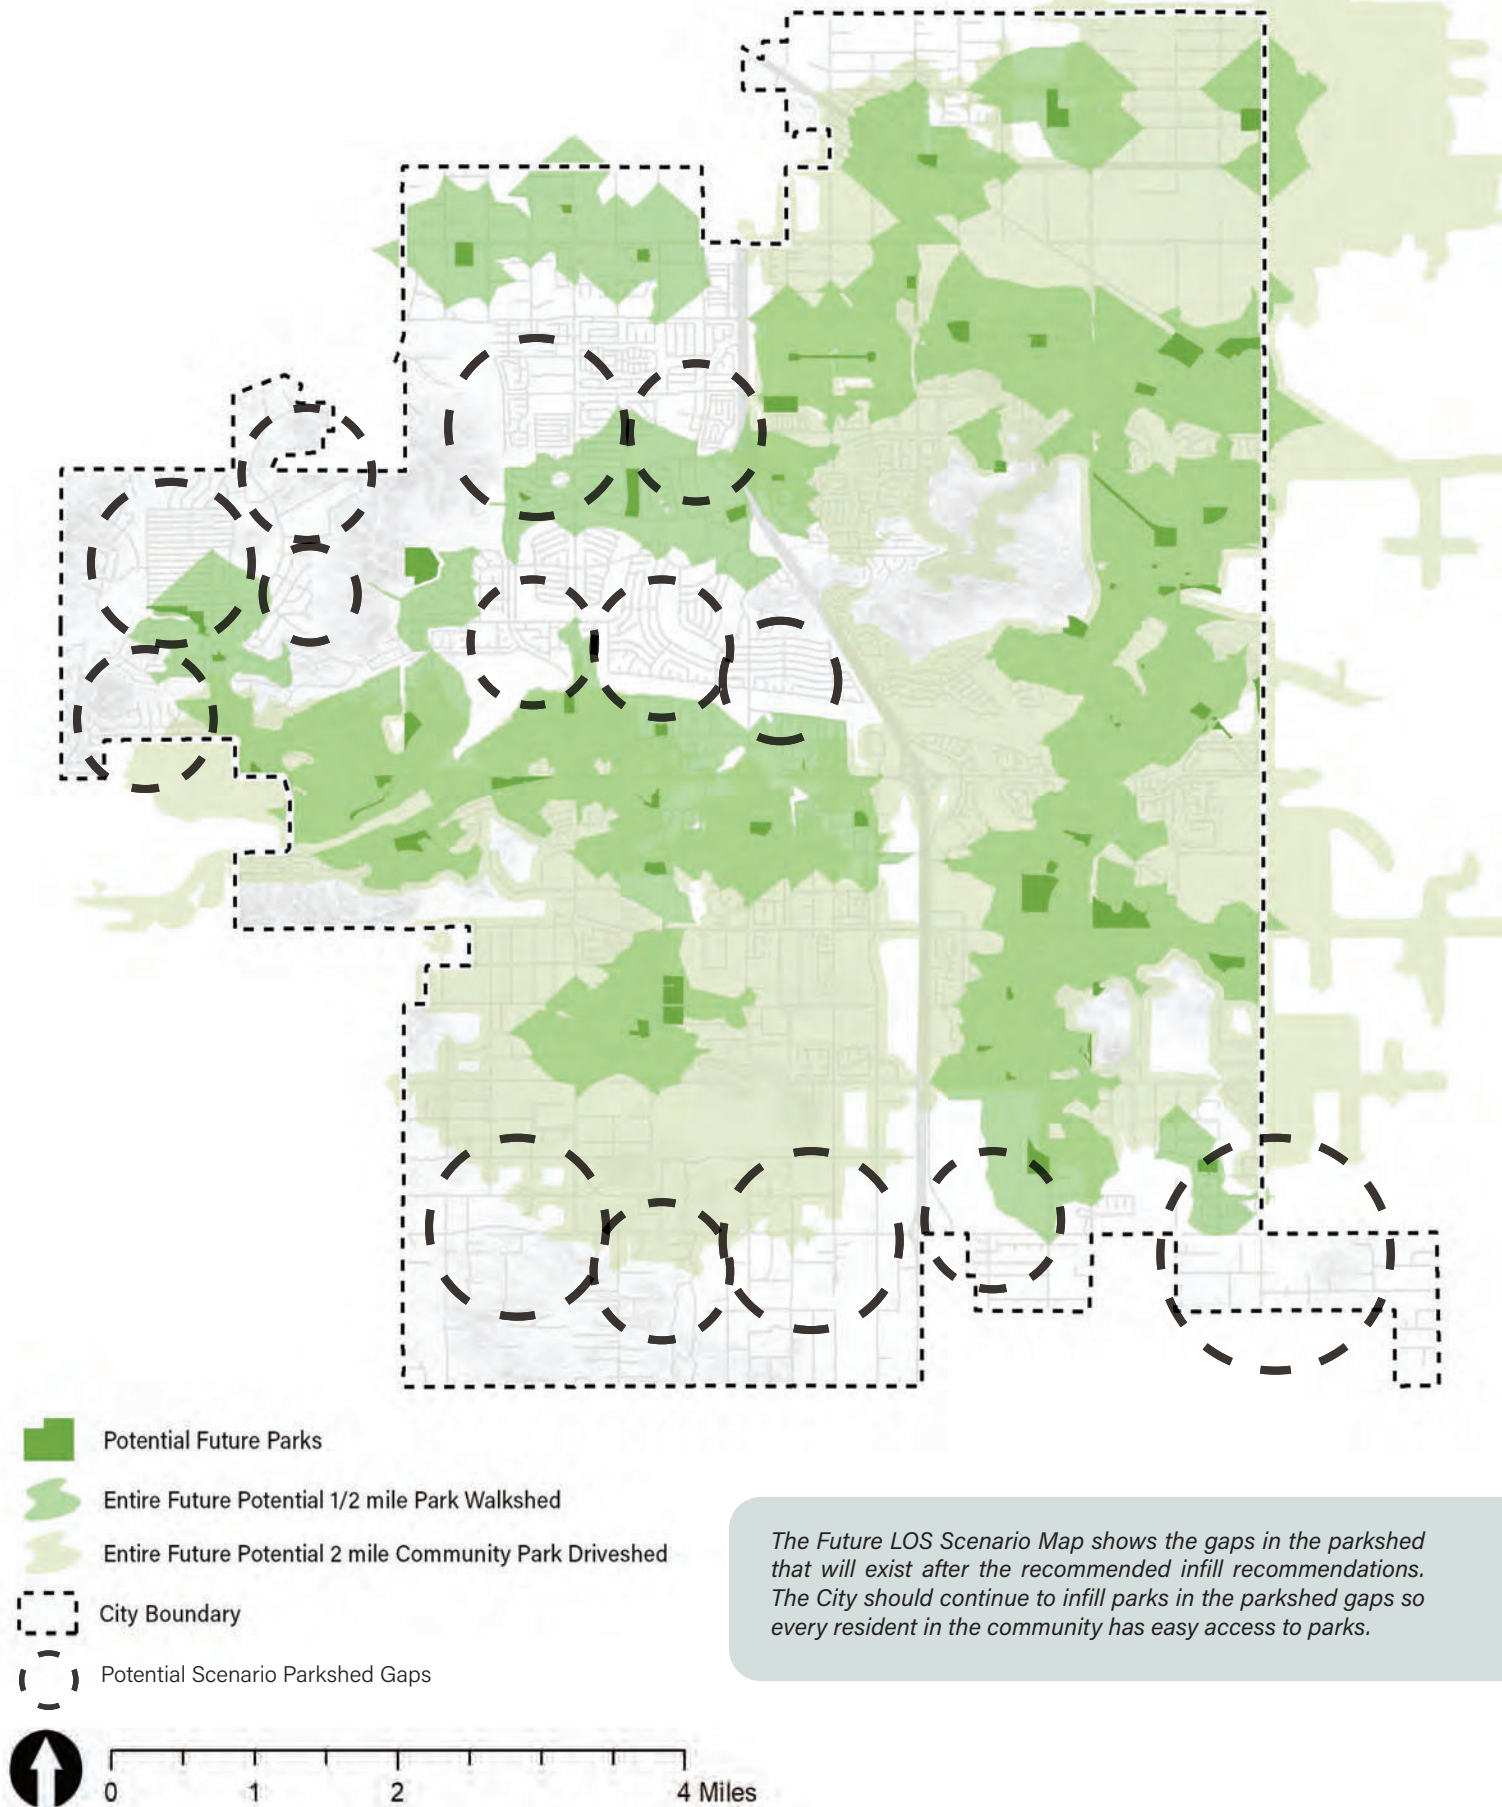 Potential Future Parks
Entire Future Potential 1/2 mile Park Walkshed
Entire Future Potential 2 mile Community Park Driveshed
City Boundary
Potential Scenario Parkshed Gaps
The Future LOS Scenario Map shows the gaps in the parkshed
that will exist after the recommended infill recommendations.
The City should continue to infill parks in the parkshed gaps so
every resident in the community has easy access to parks.
0 1 2 4 Miles